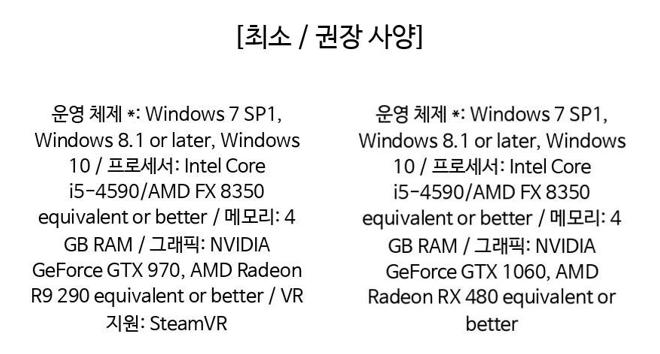 [최소 / 권장 사양]
운영 체제 *: Windows 7 SP1,
Windows 8.1 or later, Windows
10 / 프로세서: Intel Core
i5-4590/AMD FX 8350
equivalent or better / 메모리: 4
GB RAM / 그래픽: NVIDIA
GeForce GTX 970, AMD Radeon
R9 290 equivalent or better / VR
지원: SteamVR
운영 체제 *: Windows 7 SP1,
Windows 8.1 or later, Windows
10 / 프로세서: Intel Core
i5-4590/AMD FX 8350
equivalent or better / 메모리: 4
GB RAM / 그래픽: NVIDIA
GeForce GTX 1060, AMD
Radeon RX 480 equivalent or
better